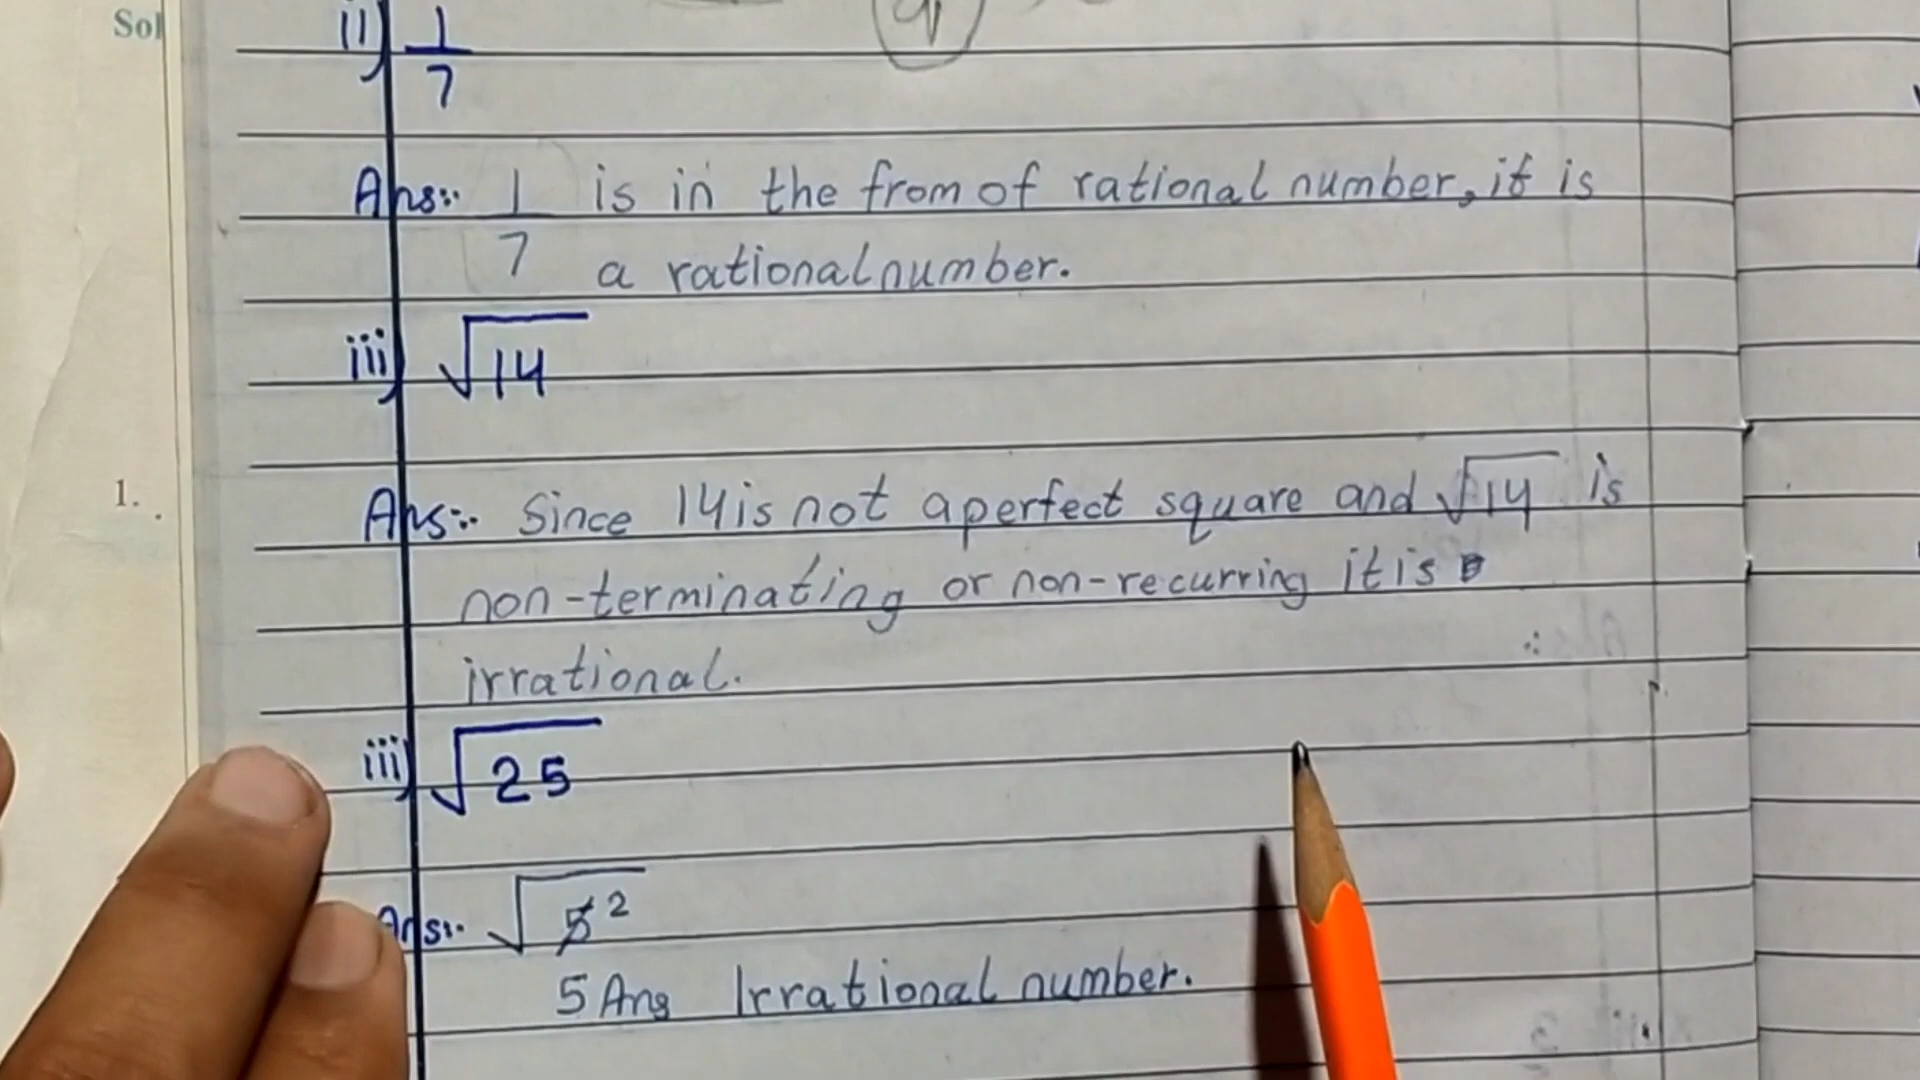 Sol
ii) 1/7
Ans:- 1/7 is in the from of rational number, it is
a rational number.
iii) √14
1.
Ans:- Since 14 is not a perfect square and √14 is
non-terminating or non-recurring it is
irrational.
iii) √25
Ans:- √5²
5 Ans Irrational number.